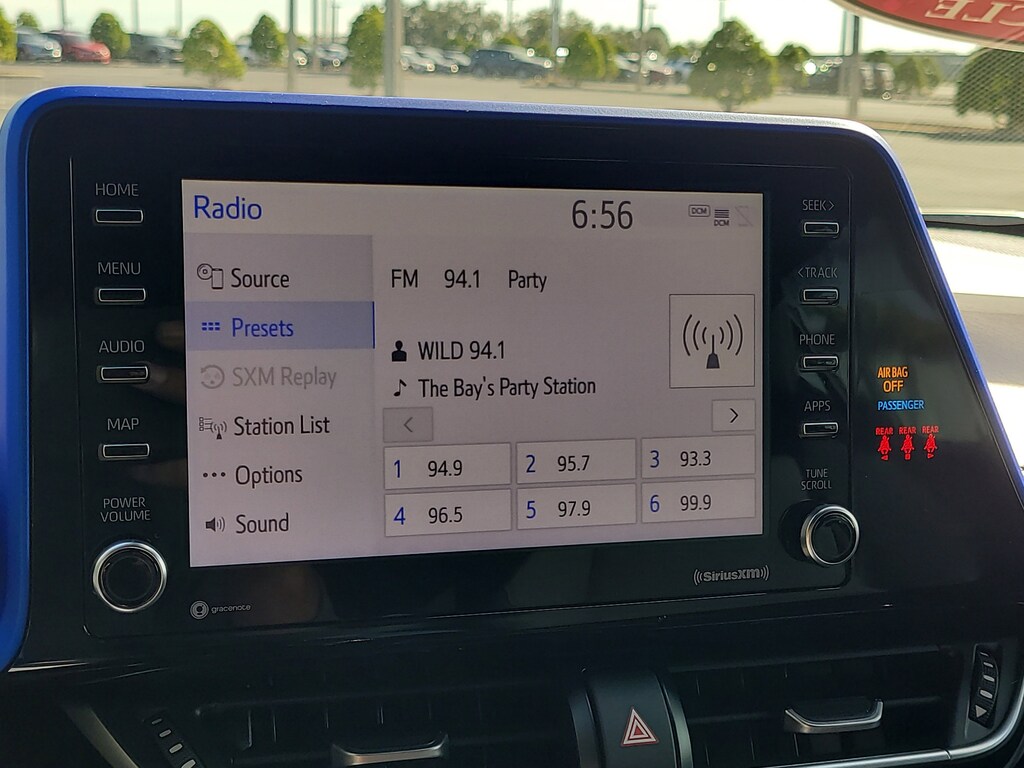 CLE
HOME
MENU
AUDIO
MAP
POWER
VOLUME
Radio
6:56
DCM
DCM
Source
Presets
SXM Replay
Station List
Options
Sound
FM 94.1 Party
WILD 94.1
The Bay's Party Station
< >
1 94.9 2 95.7 3 93.3
4 96.5 5 97.9 6 99.9
SEEK>
<TRACK
PHONE
APPS
TUNE
SCROLL
AIR BAG
OFF
PASSENGER
REAR REAR REAR
gracenote
((SiriusXM))